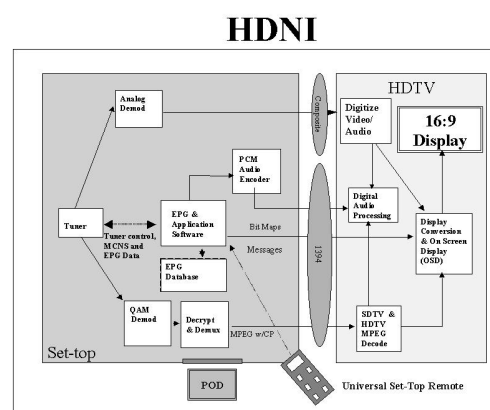 HDNI
HDTV
Analog
Demod
Composite
Digitize
Video/
Audio
16:9
Display
PCM
Audio
Encoder
Digital
Audio
Processing
Tuner
EPG &
Application
Software
Bit Maps
Display
Conversion
& On Screen
Display
(OSD)
Tuner control,
MCNS and
EPG Data
Messages
1394
EPG
Database
QAM
Demod
Decrypt
& Demux
MPEG w/CP
SDTV &
HDTV
MPEG
Decode
Set-top
POD
Universal Set-Top Remote